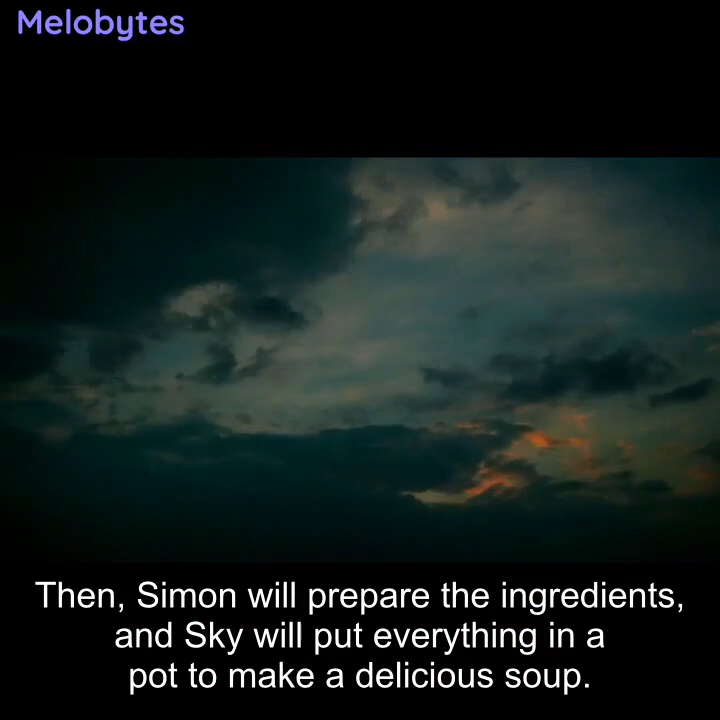 Melobytes
Then, Simon will prepare the ingredients,
and Sky will put everything in a
pot to make a delicious soup.